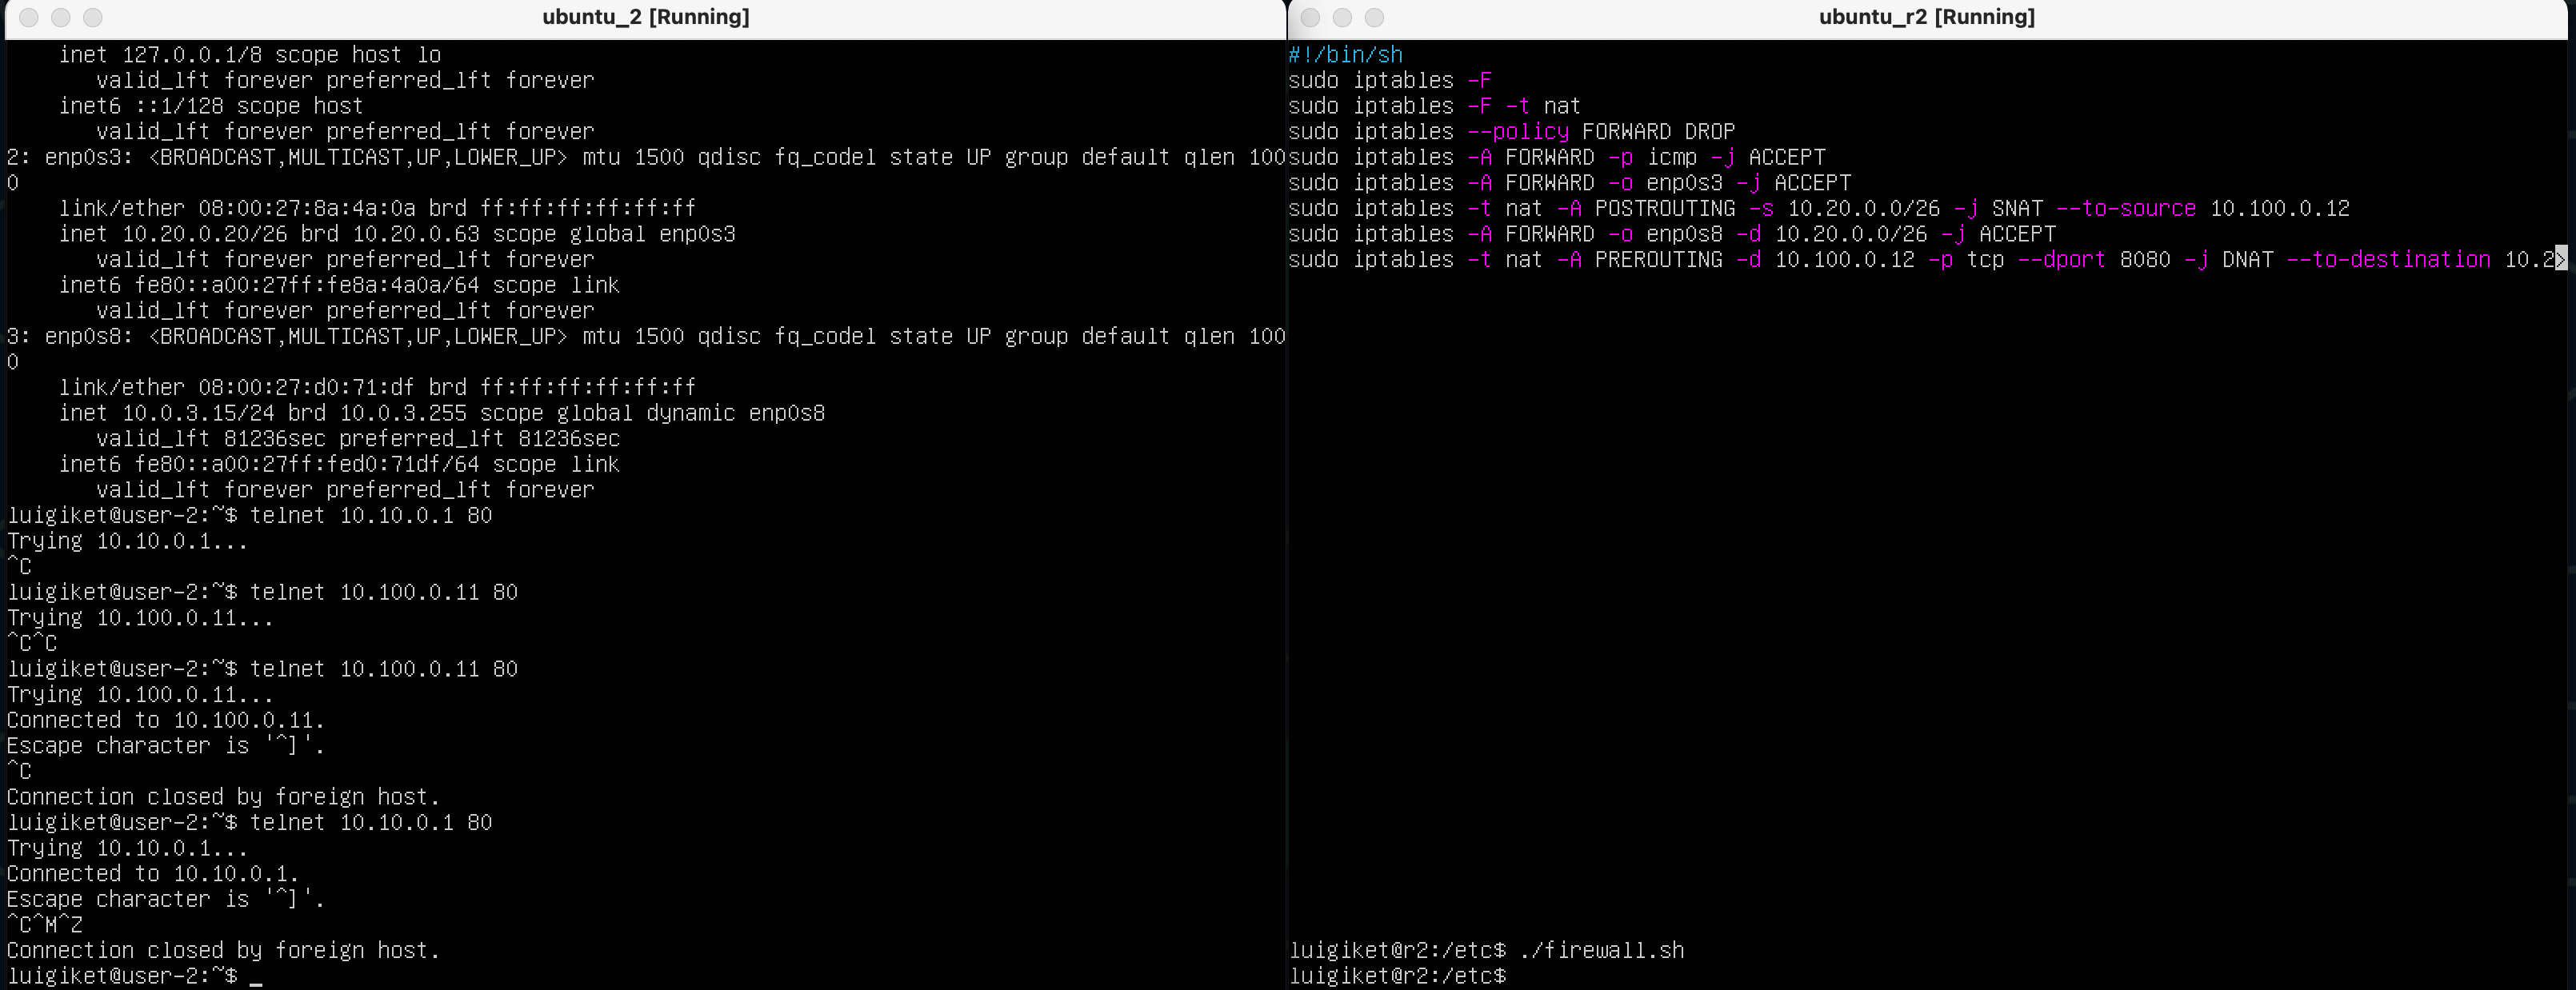 ubuntu_2 [Running]
    inet 127.0.0.1/8 scope host lo
       valid_lft forever preferred_lft forever
    inet6 ::1/128 scope host
       valid_lft forever preferred_lft forever
2: enp0s3: <BROADCAST,MULTICAST,UP,LOWER_UP> mtu 1500 qdisc fq_codel state UP group default qlen 100
0
    link/ether 08:00:27:8a:4a:0a brd ff:ff:ff:ff:ff:ff
    inet 10.20.0.20/26 brd 10.20.0.63 scope global enp0s3
       valid_lft forever preferred_lft forever
    inet6 fe80::a00:27ff:fe8a:4a0a/64 scope link
       valid_lft forever preferred_lft forever
3: enp0s8: <BROADCAST,MULTICAST,UP,LOWER_UP> mtu 1500 qdisc fq_codel state UP group default qlen 100
0
    link/ether 08:00:27:d0:71:df brd ff:ff:ff:ff:ff:ff
    inet 10.0.3.15/24 brd 10.0.3.255 scope global dynamic enp0s8
       valid_lft 81236sec preferred_lft 81236sec
    inet6 fe80::a00:27ff:fed0:71df/64 scope link
       valid_lft forever preferred_lft forever
luigiket@user-2:~$ telnet 10.10.0.1 80
Trying 10.10.0.1...
^C
luigiket@user-2:~$ telnet 10.100.0.11 80
Trying 10.100.0.11...
^C^C
luigiket@user-2:~$ telnet 10.100.0.11 80
Trying 10.100.0.11...
Connected to 10.100.0.11.
Escape character is '^]'.
^C
Connection closed by foreign host.
luigiket@user-2:~$ telnet 10.10.0.1 80
Trying 10.10.0.1...
Connected to 10.10.0.1.
Escape character is '^]'.
^C^M^Z
Connection closed by foreign host.
luigiket@user-2:~$ _
ubuntu_r2 [Running]
#!/bin/sh
sudo iptables -F
sudo iptables -F -t nat
sudo iptables --policy FORWARD DROP
sudo iptables -A FORWARD -p icmp -j ACCEPT
sudo iptables -A FORWARD -o enp0s3 -j ACCEPT
sudo iptables -t nat -A POSTROUTING -s 10.20.0.0/26 -j SNAT --to-source 10.100.0.12
sudo iptables -A FORWARD -o enp0s8 -d 10.20.0.0/26 -j ACCEPT
sudo iptables -t nat -A PREROUTING -d 10.100.0.12 -p tcp --dport 8080 -j DNAT --to-destination 10.2>
luigiket@r2:/etc$ ./firewall.sh
luigiket@r2:/etc$